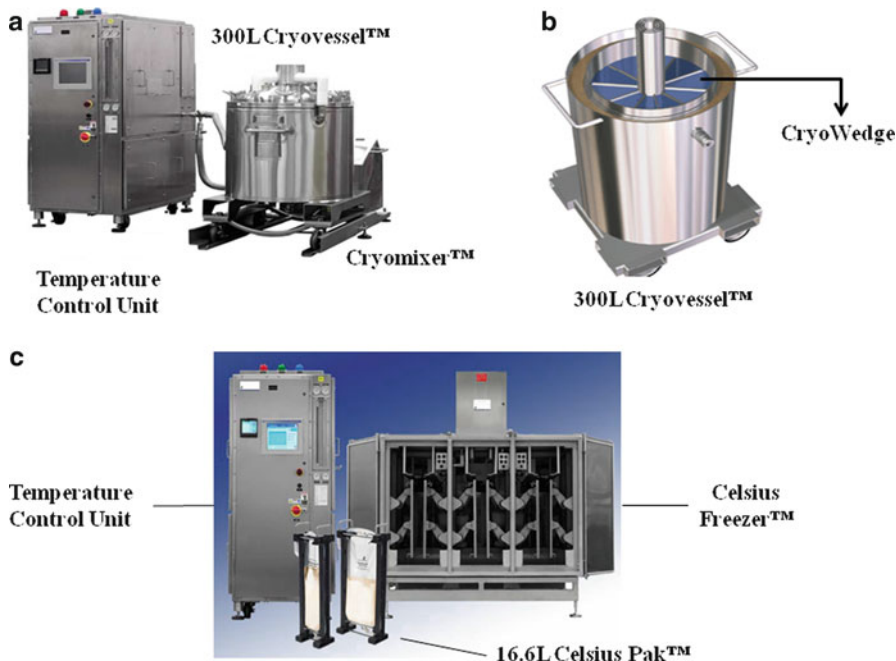 a
300L Cryovessel™
Temperature
Control Unit
Cryomixer™
b
CryoWedge
300L Cryovessel™
c
Temperature
Control Unit
Celsius
Freezer™
16.6L Celsius Pak™